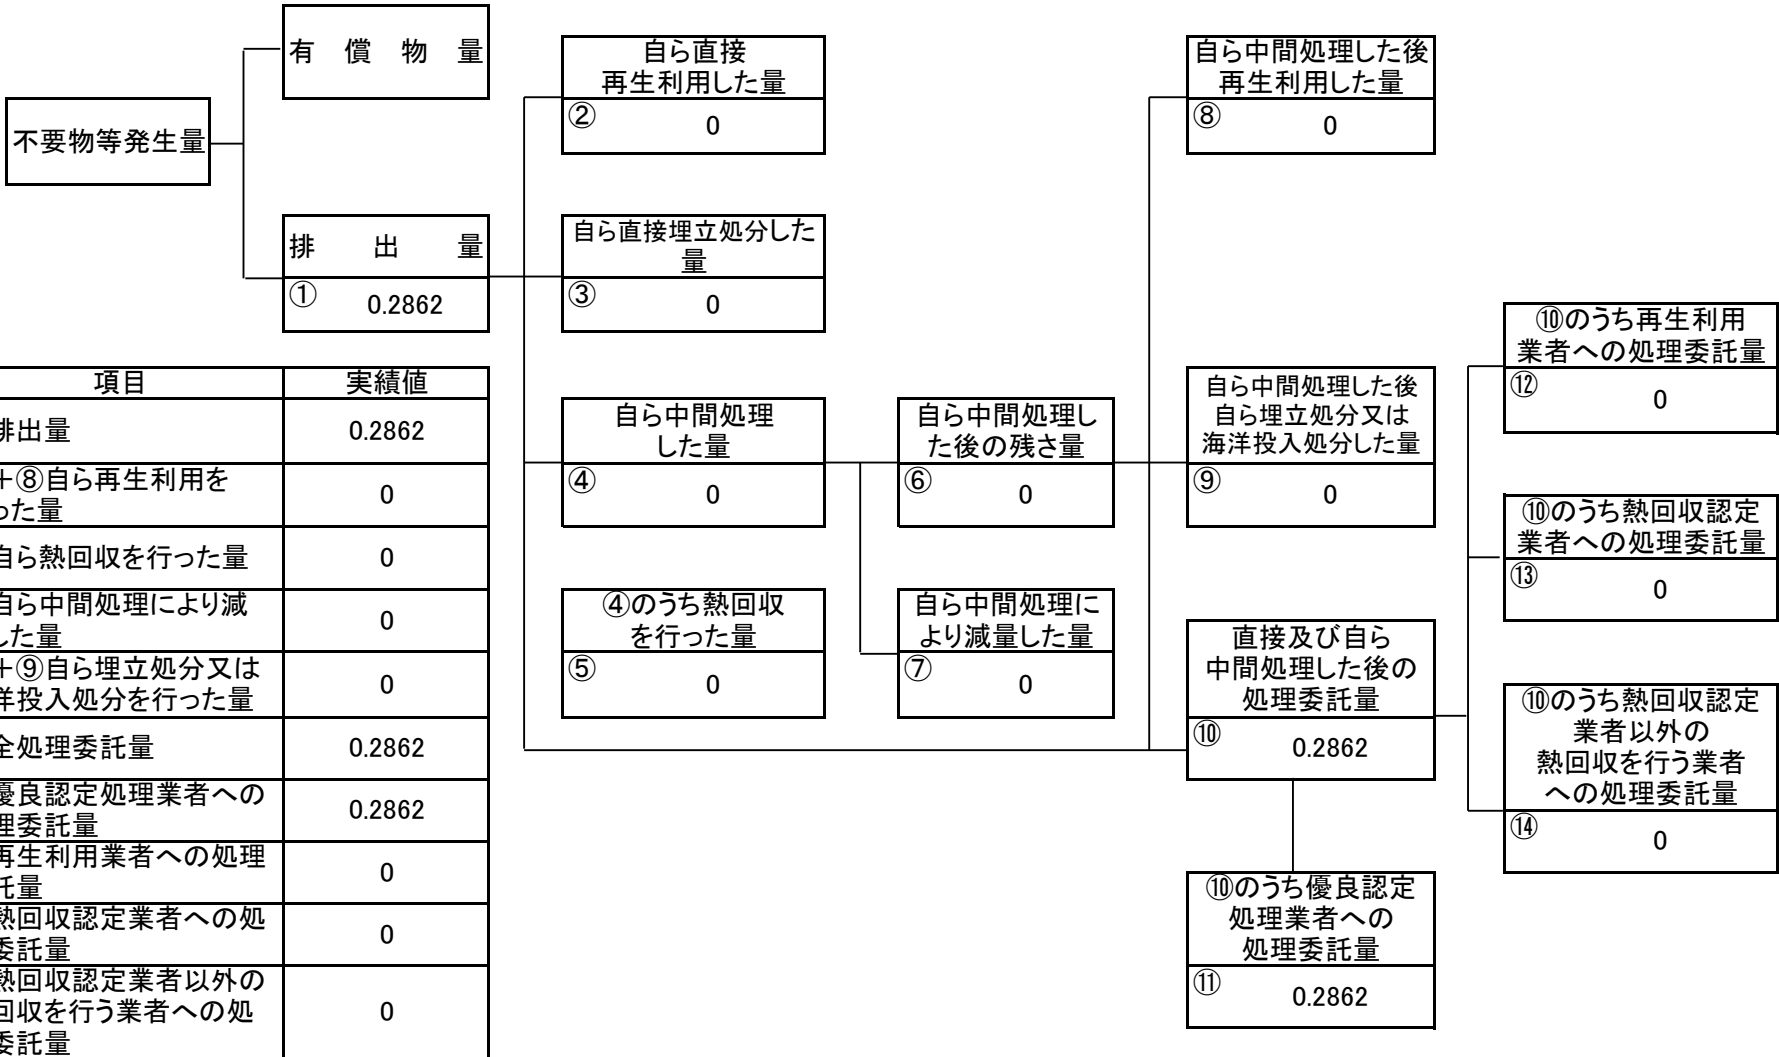 有償物量
不要物等発生量
排出量
①
0.2862
自ら直接
再生利用した量
②
0
自ら直接埋立処分した
量
③
0
自ら中間処理
した量
④
0
④のうち熱回収
を行った量
⑤
0
自ら中間処理し
た後の残さ量
⑥
0
自ら中間処理に
より減量した量
⑦
0
自ら中間処理した後
再生利用した量
⑧
0
自ら中間処理した後
自ら埋立処分又は
海洋投入処分した量
⑨
0
直接及び自ら
中間処理した後の
処理委託量
⑩
0.2862
⑩のうち優良認定
処理業者への
処理委託量
⑪
0.2862
⑩のうち再生利用
業者への処理委託量
⑫
0
⑩のうち熱回収認定
業者への処理委託量
⑬
0
⑩のうち熱回収認定
業者以外の
熱回収を行う業者
への処理委託量
⑭
0
項目 実績値
排出量 0.2862
+⑧自ら再生利用を
った量
0
自ら熱回収を行った量 0
自ら中間処理により減
した量
0
+⑨自ら埋立処分又は
洋投入処分を行った量
0
全処理委託量 0.2862
優良認定処理業者への
理委託量
0.2862
再生利用業者への処理
託量
0
熱回収認定業者への処
委託量
0
熱回収認定業者以外の
回収を行う業者への処
委託量
0